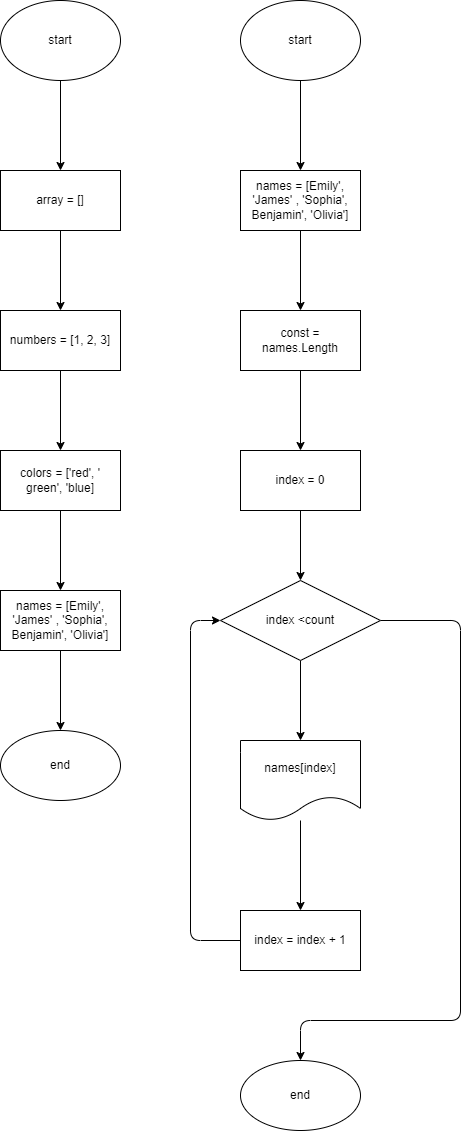 start
array = []
numbers = [1, 2, 3]
colors = ['red', '
green', 'blue]
names = [Emily',
'James' , 'Sophia',
Benjamin', 'Olivia']
end
start
names = [Emily',
'James' , 'Sophia',
Benjamin', 'Olivia']
const =
names.Length
index = 0
index <count
names[index]
index = index + 1
end